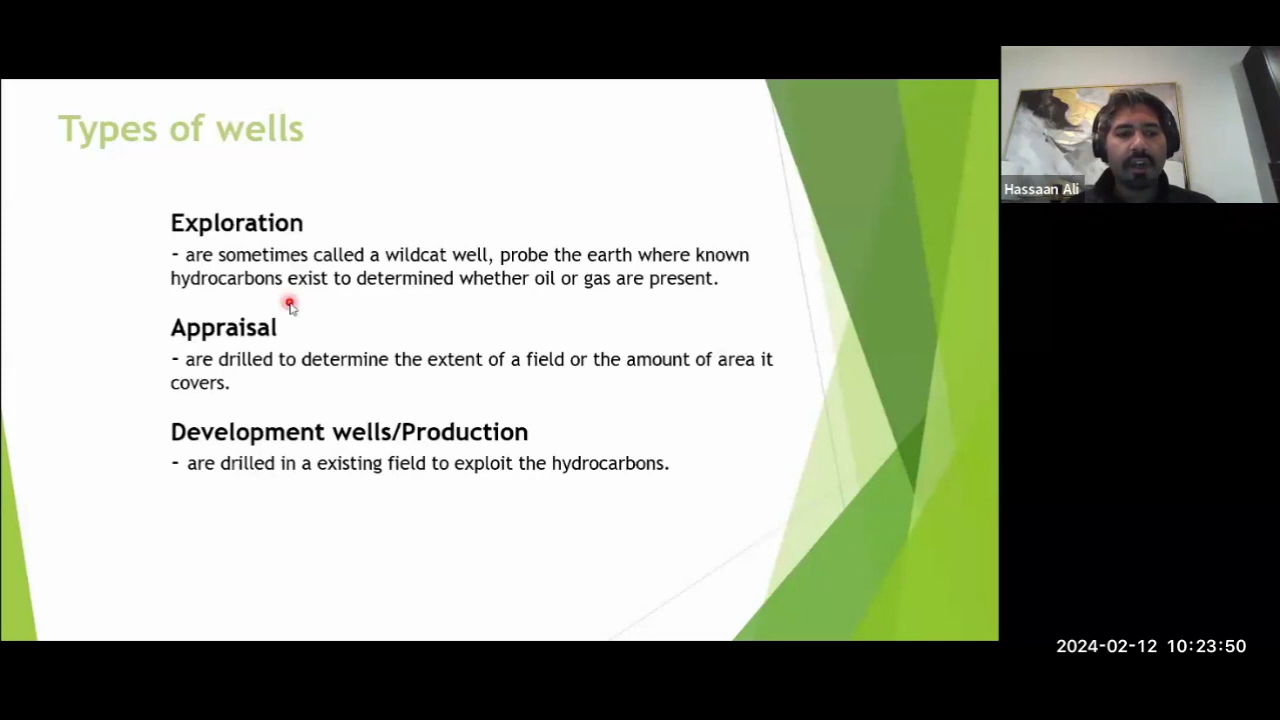 Types of wells
Exploration
- are sometimes called a wildcat well, probe the earth where known
hydrocarbons exist to determined whether oil or gas are present.
Appraisal
- are drilled to determine the extent of a field or the amount of area it
covers.
Development wells/Production
- are drilled in a existing field to exploit the hydrocarbons.
Hassaan Ali
2024-02-12 10:23:50